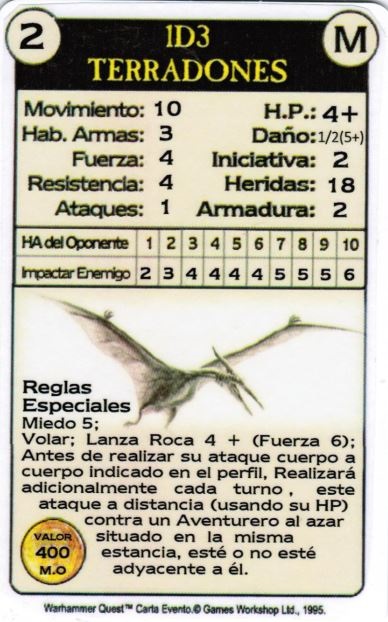 2
1D3
M
TERRADONES
Movimiento: 10 H.P.: 4+
Hab. Armas: 3 Daño: 1/2(5+)
Fuerza: 4 Iniciativa: 2
Resistencia: 4 Heridas: 18
Ataques: 1 Armadura: 2
HA del Oponente 1 2 3 4 5 6 7 8 9 10
Impactar Enemigo 2 3 4 4 4 4 5 5 5 6
Reglas
Especiales
Miedo 5;
Volar; Lanza Roca 4 + (Fuerza 6);
Antes de realizar su ataque cuerpo a
cuerpo indicado en el perfil, Realizará
adicionalmente cada turno, este
ataque a distancia (usando su HP)
contra un Aventurero al azar
situado en la misma
estancia, esté o no esté
adyacente a él.
VALOR
400
M.O
Warhammer Quest™ Carta Evento.© Games Workshop Ltd., 1995.